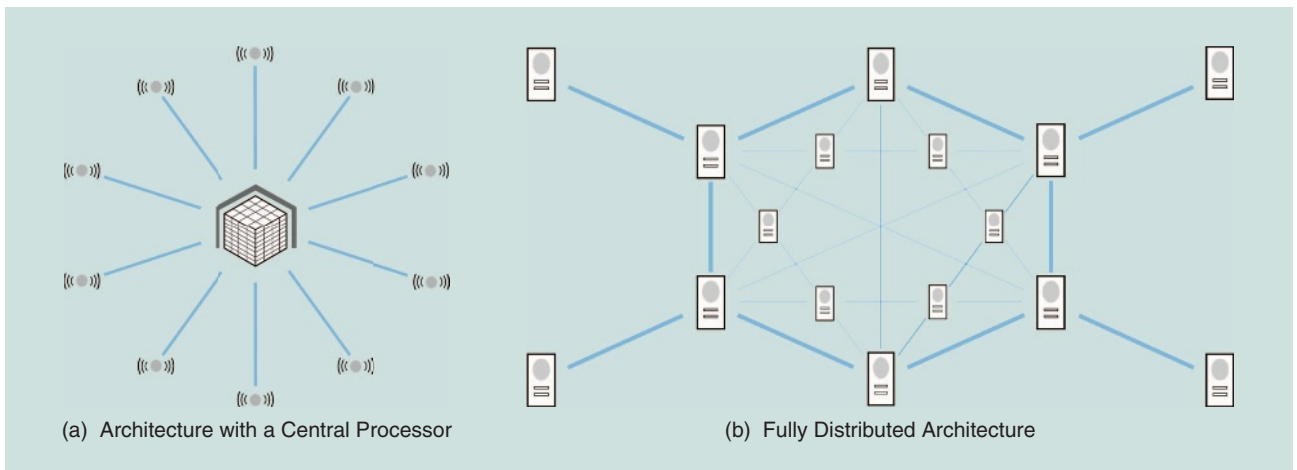 (a) Architecture with a Central Processor
(b) Fully Distributed Architecture